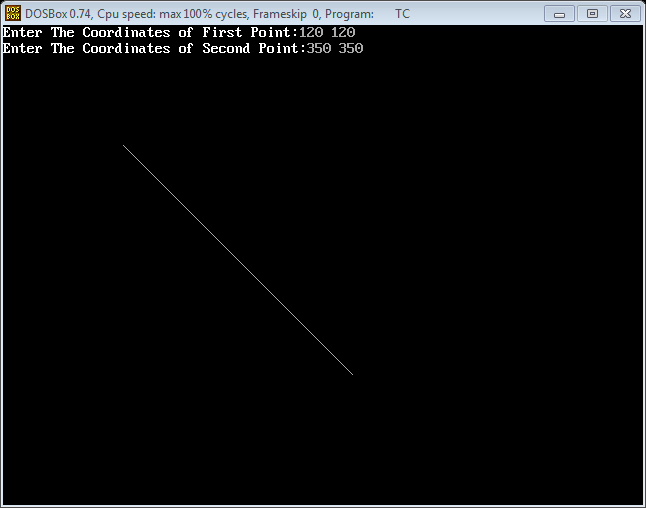 DOSBox 0.74, Cpu speed: max 100% cycles, Frameskip 0, Program: TC
Enter The Coordinates of First Point:120 120
Enter The Coordinates of Second Point:350 350